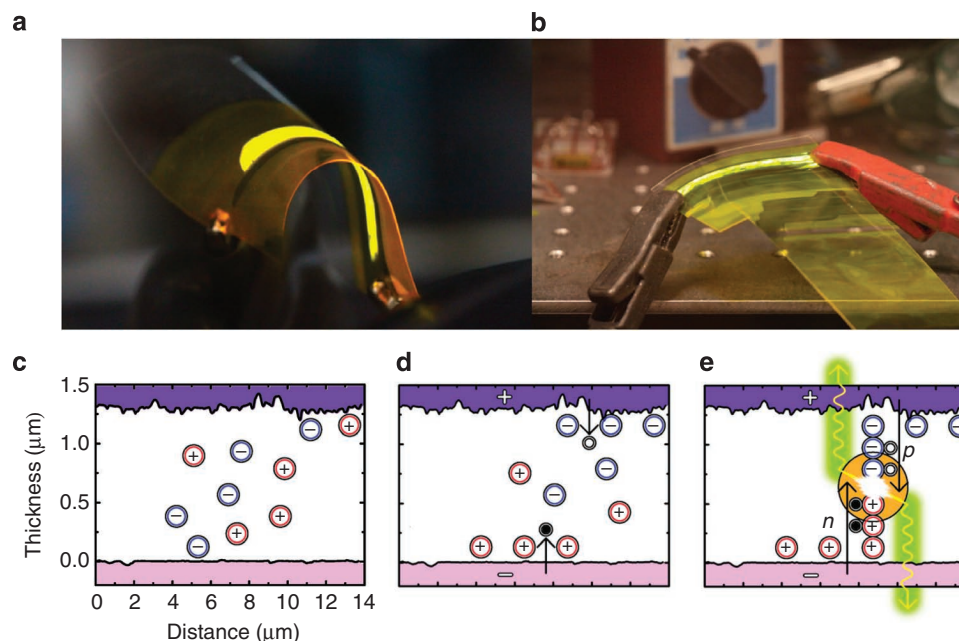 a
b
c
d
e
Thickness (μm)
1.5
1.0
0.5
0.0
0 2 4 6 8 10 12 14
Distance (μm)
− + + − + − − + + −
+ − − − + − − + + + + −
+ − − − − − p n + + + + + −